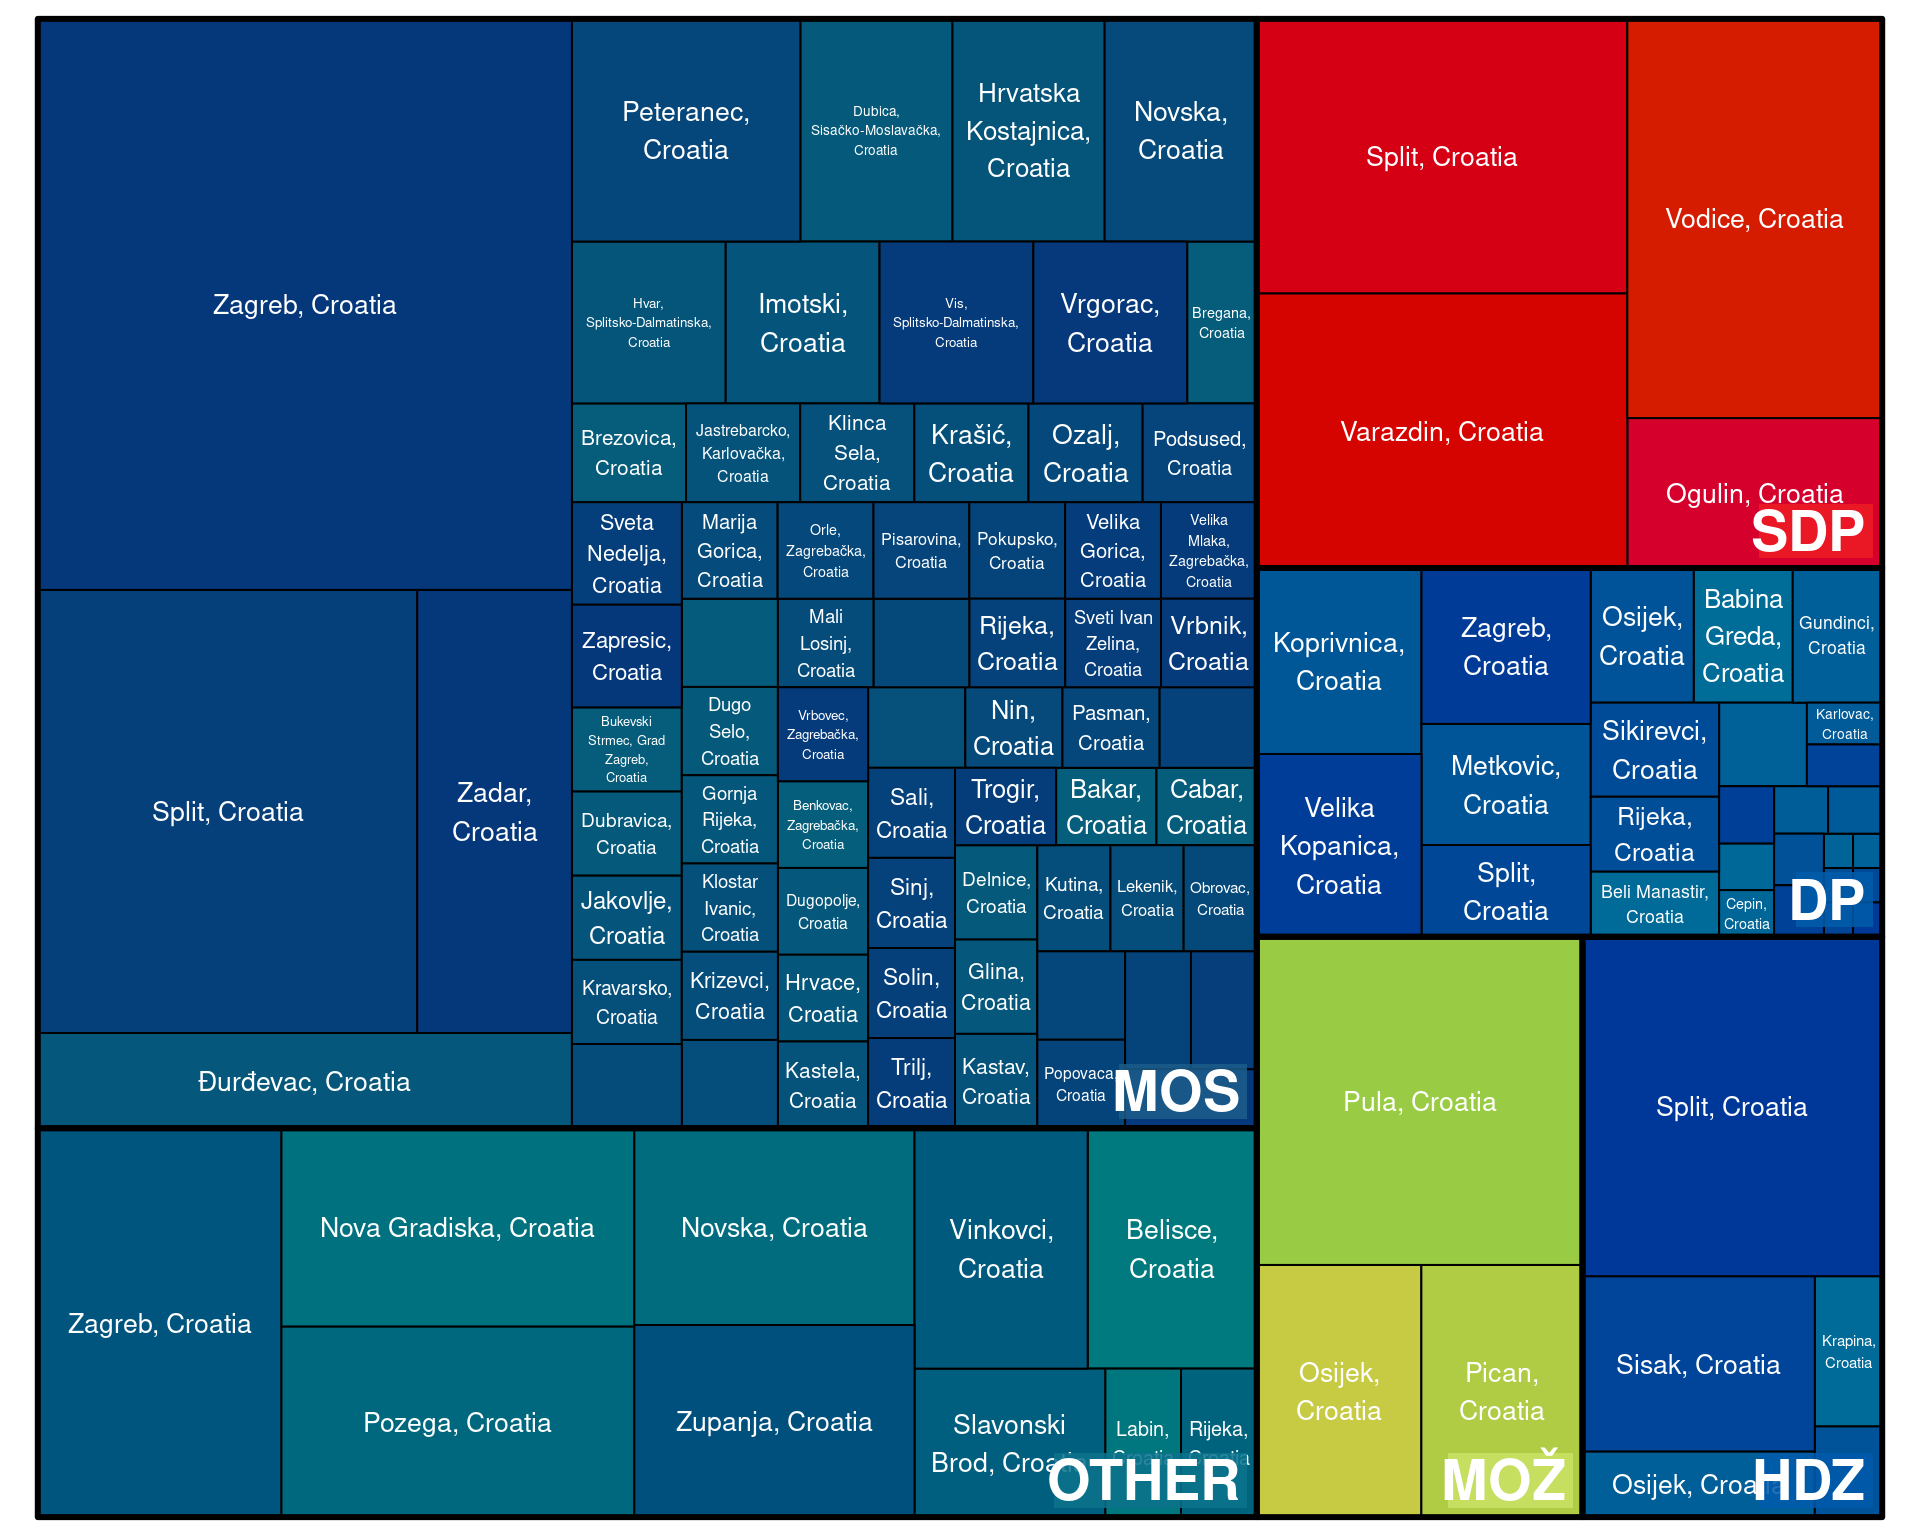 Zagreb, Croatia
Split, Croatia
Zadar,
Croatia
Đurđevac, Croatia
Peteranec,
Croatia
Dubica,
Sisačko-Moslavačka,
Croatia
Hrvatska
Kostajnica,
Croatia
Novska,
Croatia
Hvar,
Splitsko-Dalmatinska,
Croatia
Imotski,
Croatia
Vis,
Splitsko-Dalmatinska,
Croatia
Vrgorac,
Croatia
Bregana,
Croatia
Brezovica,
Croatia
Jastrebarcko,
Karlovačka,
Croatia
Klinca
Sela,
Croatia
Krašić,
Croatia
Ozalj,
Croatia
Podsused,
Croatia
Sveta
Nedelja,
Croatia
Zapresic,
Croatia
Bukevski
Strmec, Grad
Zagreb,
Croatia
Dubravica,
Croatia
Jakovlje,
Croatia
Kravarsko,
Croatia
Marija
Gorica,
Croatia
Orle,
Zagrebačka,
Croatia
Pisarovina,
Croatia
Pokupsko,
Croatia
Velika
Gorica,
Croatia
Velika
Mlaka,
Zagrebačka,
Croatia
Mali
Losinj,
Croatia
Rijeka,
Croatia
Sveti Ivan
Zelina,
Croatia
Vrbnik,
Croatia
Dugo
Selo,
Croatia
Gornja
Rijeka,
Croatia
Klostar
Ivanic,
Croatia
Krizevci,
Croatia
Vrbovec,
Zagrebačka,
Croatia
Benkovac,
Zagrebačka,
Croatia
Dugopolje,
Croatia
Hrvace,
Croatia
Kastela,
Croatia
Nin,
Croatia
Pasman,
Croatia
Sali,
Croatia
Sinj,
Croatia
Solin,
Croatia
Trilj,
Croatia
Trogir,
Croatia
Bakar,
Croatia
Cabar,
Croatia
Delnice,
Croatia
Glina,
Croatia
Kastav,
Croatia
Kutina,
Croatia
Lekenik,
Croatia
Obrovac,
Croatia
Popovaca,
Croatia
MOS
Split, Croatia
Varazdin, Croatia
Vodice, Croatia
Ogulin, Croatia
SDP
Koprivnica,
Croatia
Velika
Kopanica,
Croatia
Zagreb,
Croatia
Metkovic,
Croatia
Split,
Croatia
Osijek,
Croatia
Babina
Greda,
Croatia
Gundinci,
Croatia
Sikirevci,
Croatia
Rijeka,
Croatia
Beli Manastir,
Croatia
Karlovac,
Croatia
Cepin,
Croatia
DP
Zagreb, Croatia
Nova Gradiska, Croatia
Pozega, Croatia
Novska, Croatia
Zupanja, Croatia
Vinkovci,
Croatia
Belisce,
Croatia
Slavonski
Brod, Croatia
Labin,
Croatia
Rijeka,
Croatia
OTHER
Pula, Croatia
Osijek,
Croatia
Pican,
Croatia
MOŽ
Split, Croatia
Sisak, Croatia
Krapina,
Croatia
Osijek, Croatia
HDZ